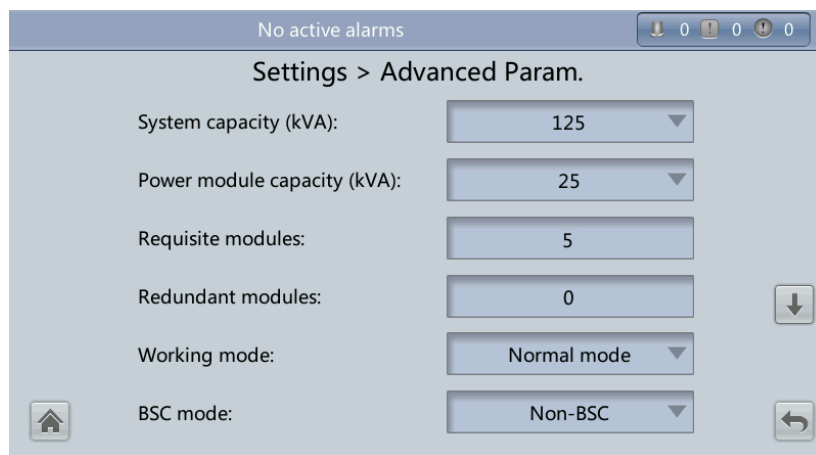 No active alarms 0 0 0
Settings > Advanced Param.
System capacity (kVA): 125
Power module capacity (kVA): 25
Requisite modules: 5
Redundant modules: 0
Working mode: Normal mode
BSC mode: Non-BSC